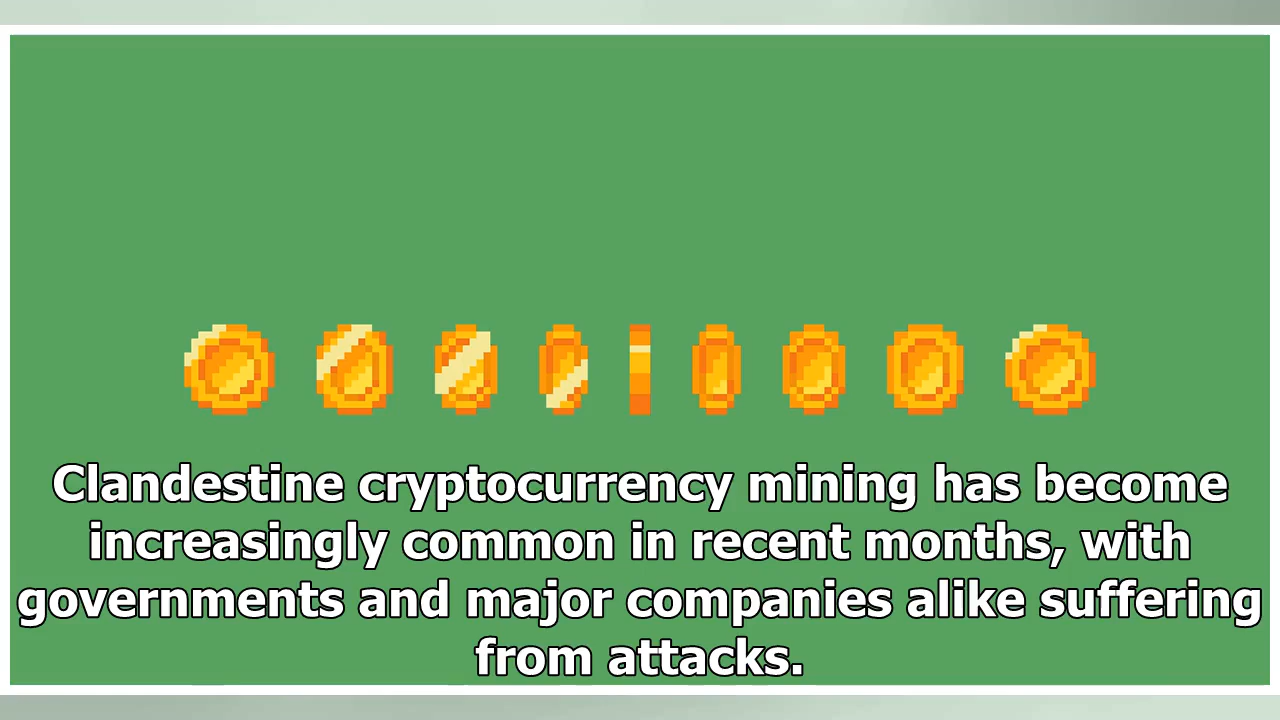 Clandestine cryptocurrency mining has become
increasingly common in recent months, with
governments and major companies alike suffering
from attacks.